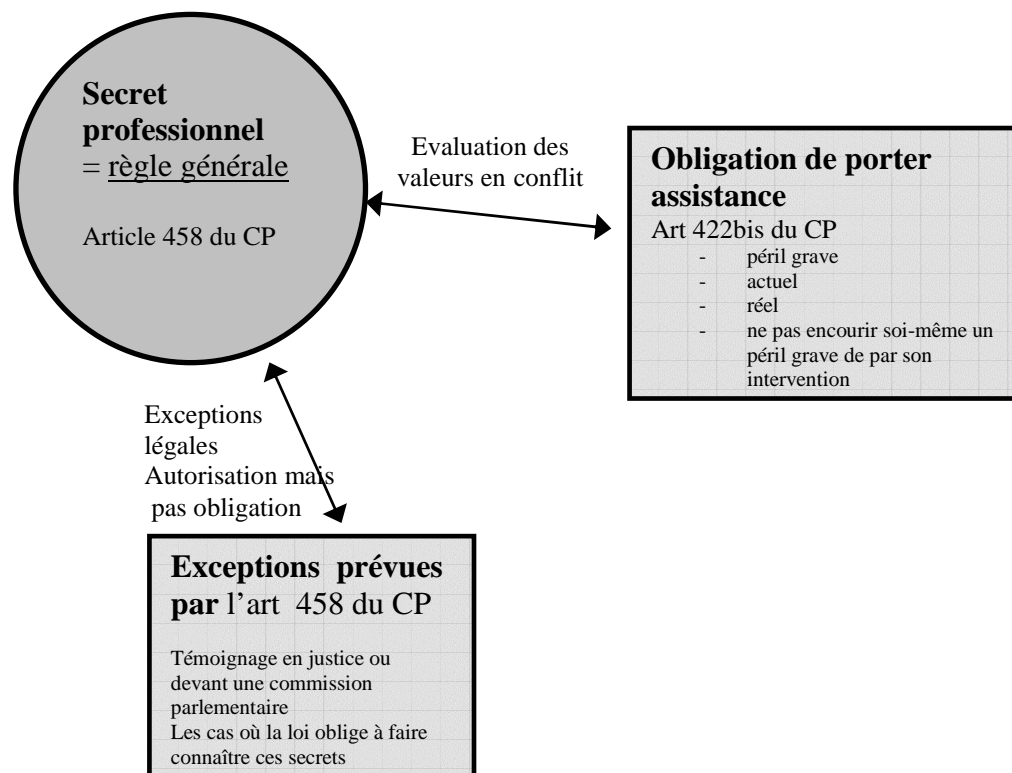 Secret
professionnel
= règle générale
Article 458 du CP
Evaluation des
valeurs en conflit
Obligation de porter
assistance
Art 422bis du CP
- péril grave
- actuel
- réel
- ne pas encourir soi-même un
péril grave de par son
intervention
Exceptions
légales
Autorisation mais
pas obligation
Exceptions prévues
par l’art 458 du CP
Témoignage en justice ou
devant une commission
parlementaire
Les cas où la loi oblige à faire
connaître ces secrets